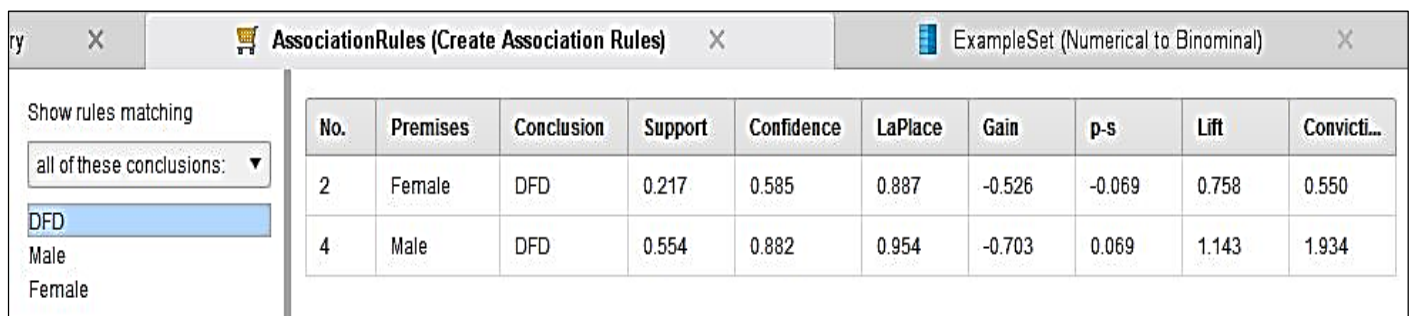 ry AssociationRules (Create Association Rules) ExampleSet (Numerical to Binominal)
Show rules matching
all of these conclusions:
DFD
Male
Female
No. Premises Conclusion Support Confidence LaPlace Gain p-s Lift Convicti...
2 Female DFD 0.217 0.585 0.887 -0.526 -0.069 0.758 0.550
4 Male DFD 0.554 0.882 0.954 -0.703 0.069 1.143 1.934